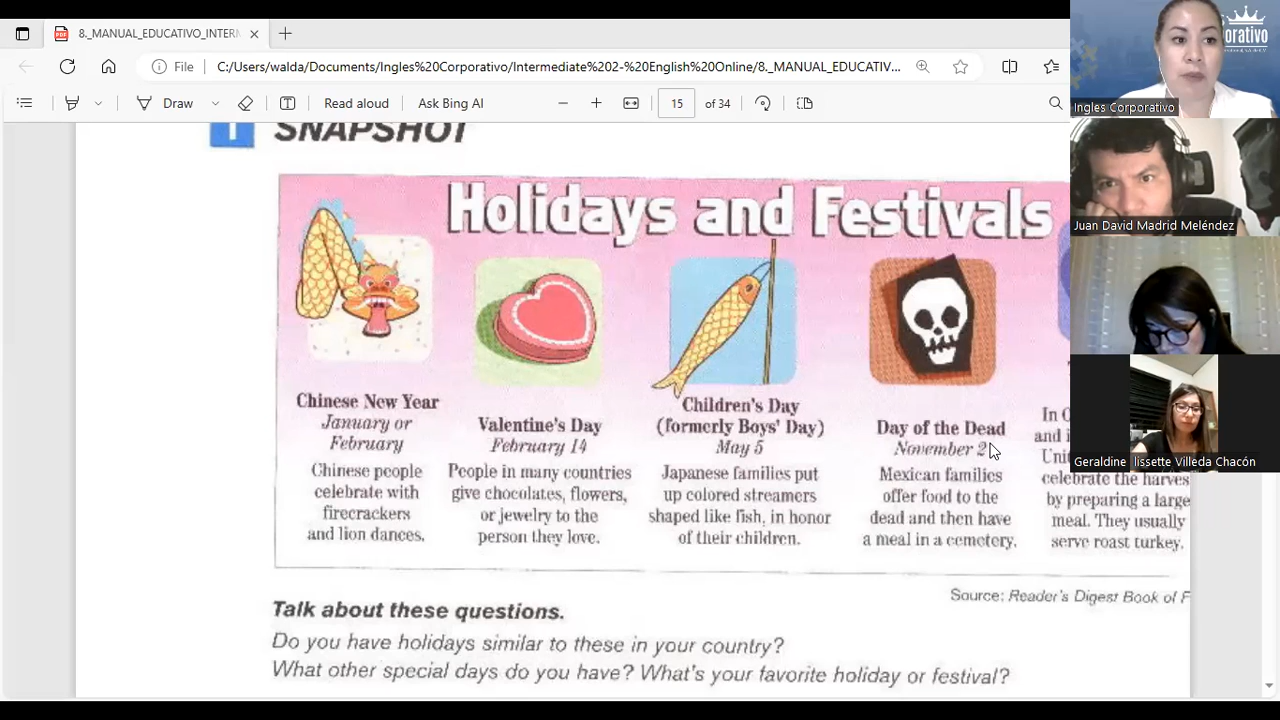 8._MANUAL_EDUCATIVO_INTERN
File
C:/Users/walda/Documents/Ingles%20Corporativo/Intermediate%202-%20English%20Online/8._MANUAL_EDUCATIV...
Draw
Read aloud
Ask Bing AI
15 of 34
SNAPSHOT
Holidays and Festivals
Chinese New Year
January or
February
Chinese people
celebrate with
firecrackers
and lion dances.
Valentine's Day
February 14
People in many countries
give chocolates, flowers,
or jewelry to the
person they love.
Children's Day
(formerly Boys' Day)
May 5
Japanese families put
up colored streamers
shaped like fish, in honor
of their children.
Day of the Dead
November 2
Mexican families
offer food to the
dead and then have
a meal in a cemetery.
In
and
celebrate the harves
by preparing a large
meal. They usually
serve roast turkey.
Source: Reader's Digest Book of F
Talk about these questions.
Do you have holidays similar to these in your country?
What other special days do you have? What's your favorite holiday or festival?
orativo
Ingles Corporativo
Juan David Madrid Meléndez
Geraldine lissette Villeda Chacón